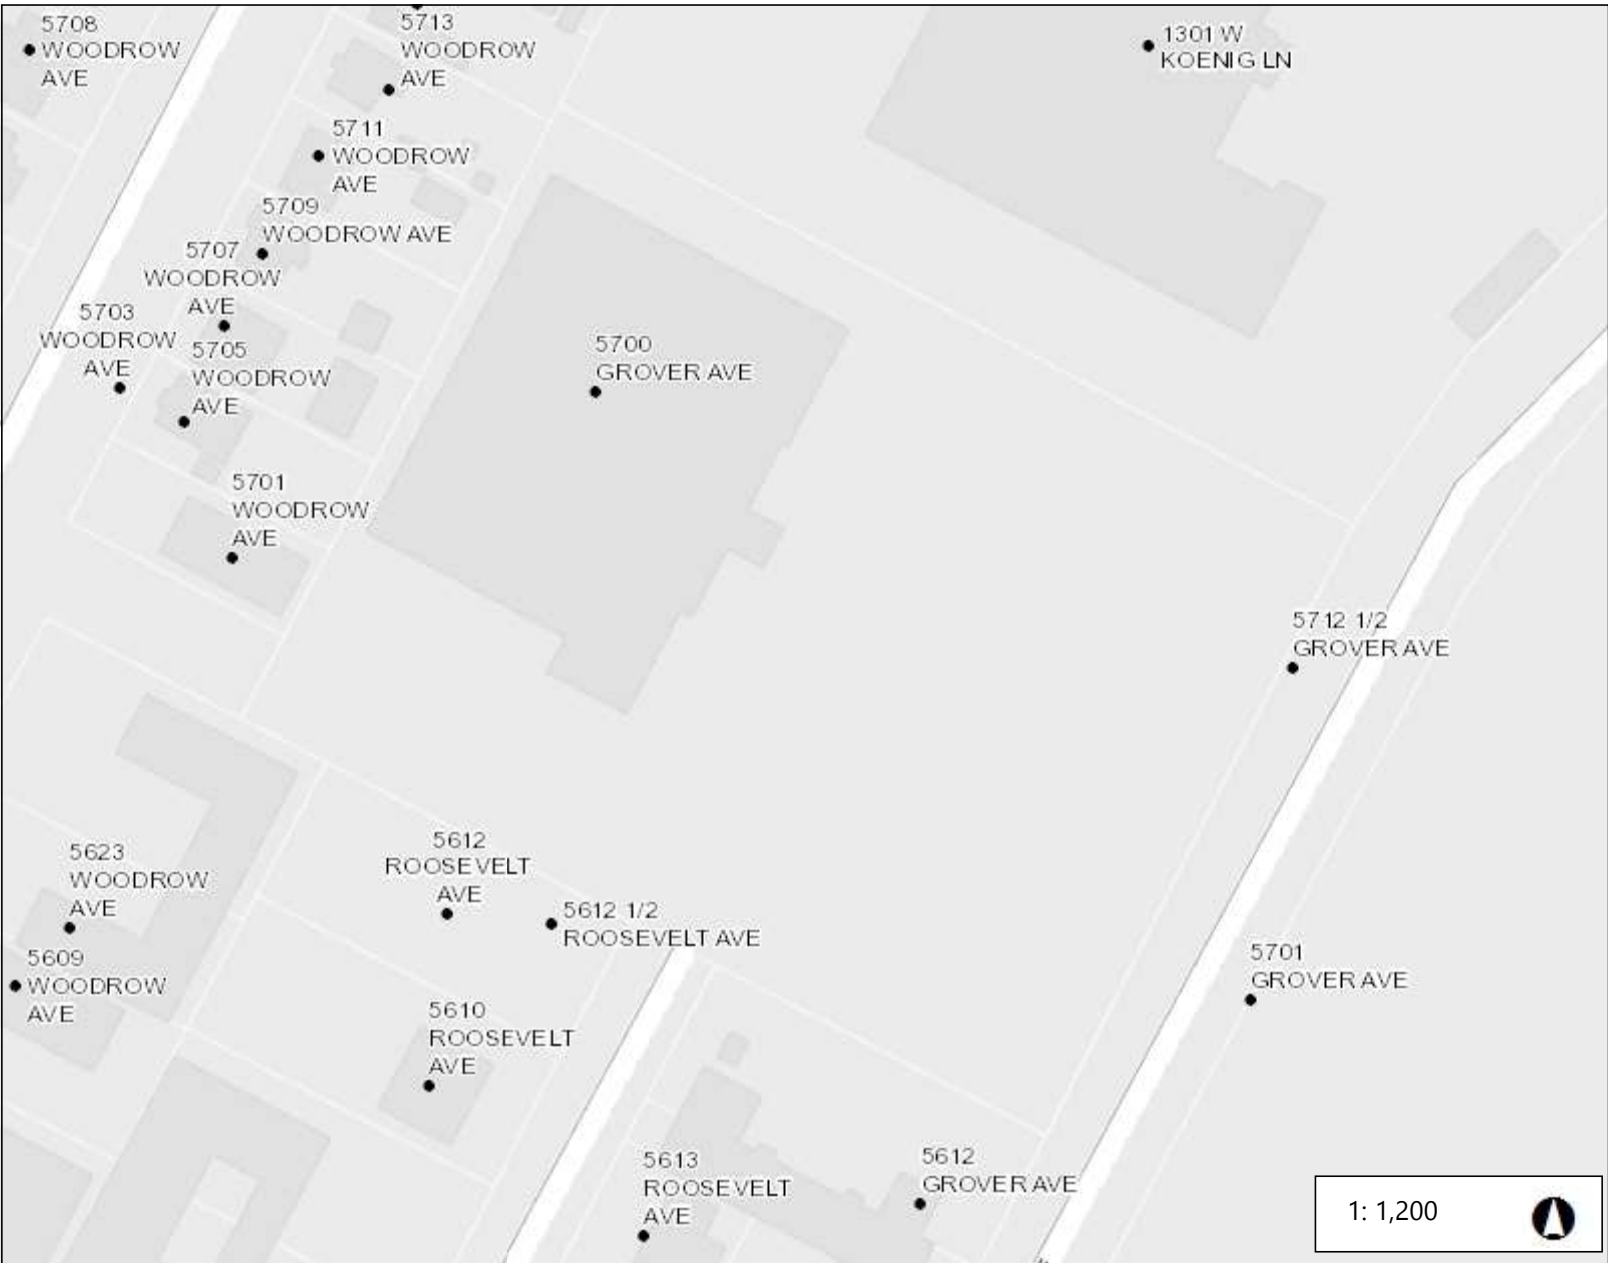 5708
WOODROW
AVE
5713
WOODROW
AVE
1301 W
KOENIG LN
5711
WOODROW
AVE
5709
WOODROW AVE
5707
WOODROW
AVE
5703
WOODROW
AVE
5705
WOODROW
AVE
5700
GROVER AVE
5701
WOODROW
AVE
5712 1/2
GROVER AVE
5612
ROOSEVELT
AVE
5623
WOODROW
AVE
5612 1/2
ROOSEVELT AVE
5701
GROVER AVE
5609
WOODROW
AVE
5610
ROOSEVELT
AVE
5613
ROOSEVELT
AVE
5612
GROVER AVE
1: 1,200